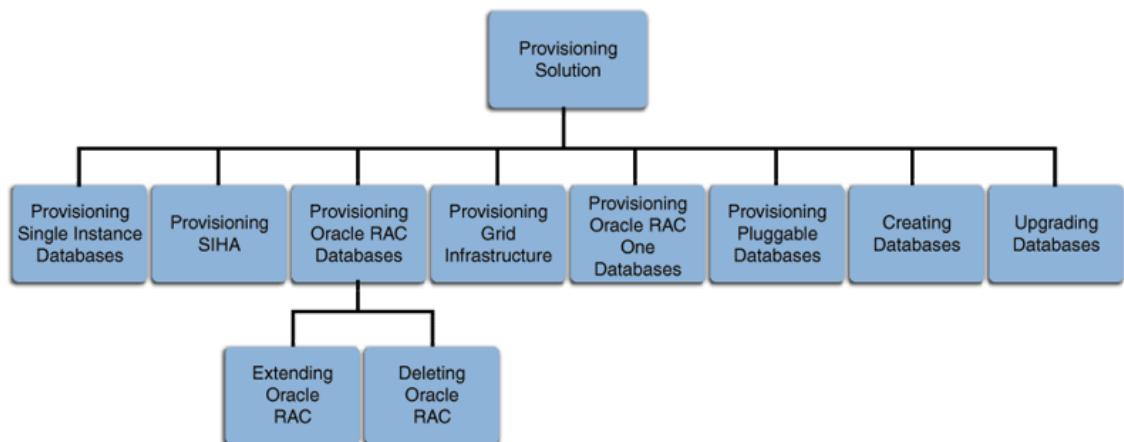 Provisioning
Solution
Provisioning
Single Instance
Databases
Provisioning
SIHA
Provisioning
Oracle RAC
Databases
Provisioning
Grid
Infrastructure
Provisioning
Oracle RAC
One
Databases
Provisioning
Pluggable
Databases
Creating
Databases
Upgrading
Databases
Extending
Oracle
RAC
Deleting
Oracle
RAC